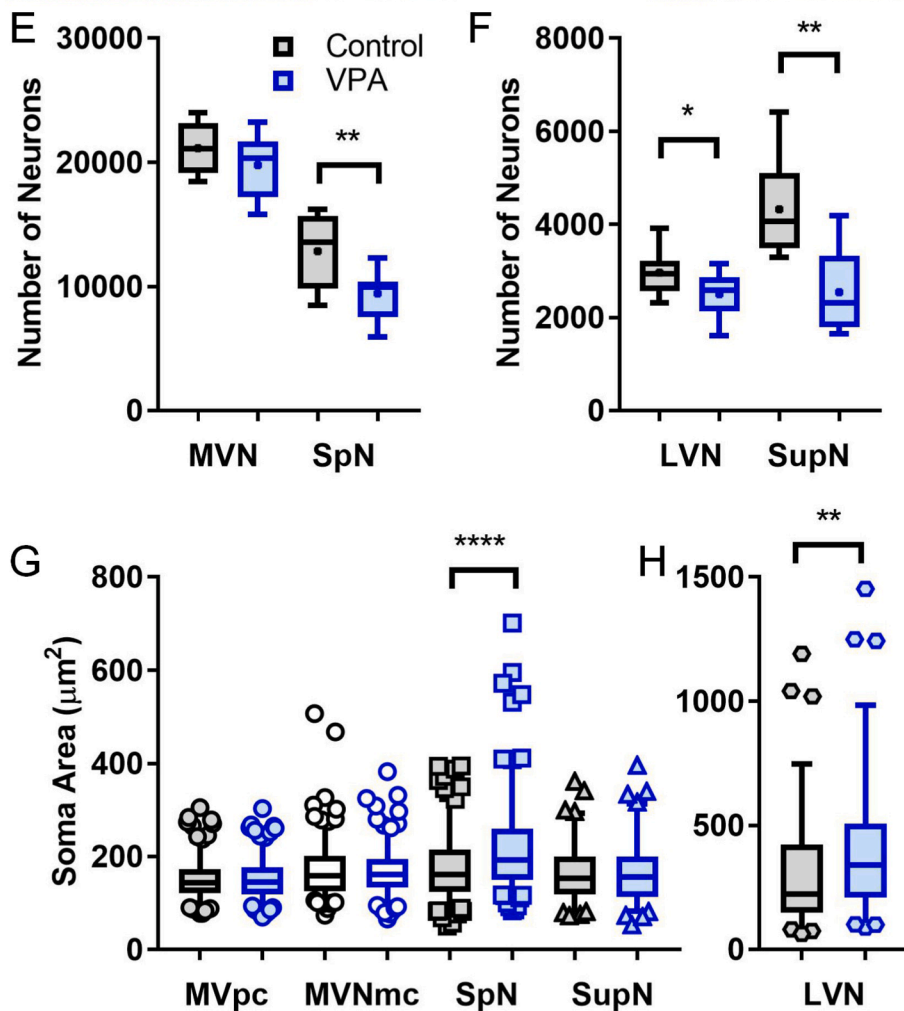 E
Number of Neurons
30000
20000
10000
0
Control
VPA
**
MVN SpN
F
Number of Neurons
8000
6000
4000
2000
0
*
**
LVN SupN
G
Soma Area (μm²)
800
600
400
200
0
****
MVpc MVNmc SpN SupN
H
1500
1000
500
0
**
LVN